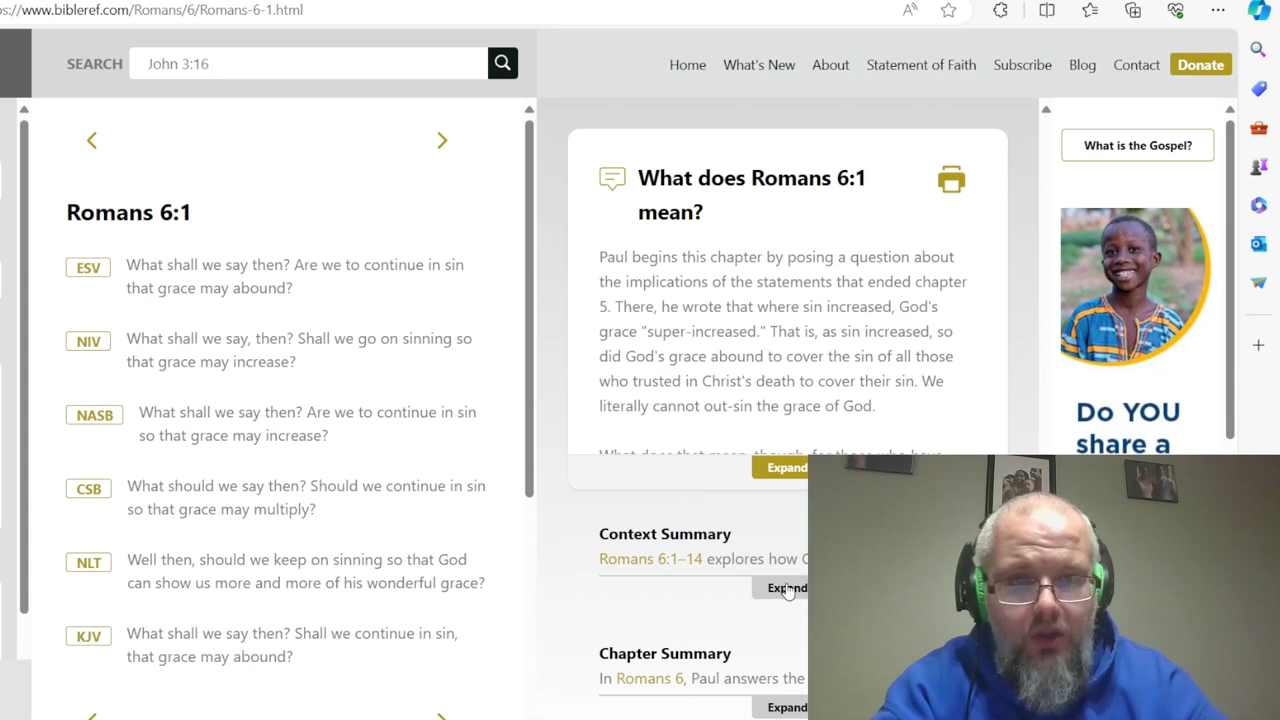 s://www.bibleref.com/Romans/6/Romans-6-1.html
SEARCH
John 3:16
Home
What's New
About
Statement of Faith
Subscribe
Blog
Contact
Donate
Romans 6:1
ESV
What shall we say then? Are we to continue in sin
that grace may abound?
NIV
What shall we say, then? Shall we go on sinning so
that grace may increase?
NASB
What shall we say then? Are we to continue in sin
so that grace may increase?
CSB
What should we say then? Should we continue in sin
so that grace may multiply?
NLT
Well then, should we keep on sinning so that God
can show us more and more of his wonderful grace?
KJV
What shall we say then? Shall we continue in sin,
that grace may abound?
What does Romans 6:1
mean?
Paul begins this chapter by posing a question about
the implications of the statements that ended chapter
5. There, he wrote that where sin increased, God's
grace "super-increased." That is, as sin increased, so
did God's grace abound to cover the sin of all those
who trusted in Christ's death to cover their sin. We
literally cannot out-sin the grace of God.
Expand
Context Summary
Romans 6:1–14 explores how
Expand
Chapter Summary
In Romans 6, Paul answers the
Expand
What is the Gospel?
Do YOU
share a